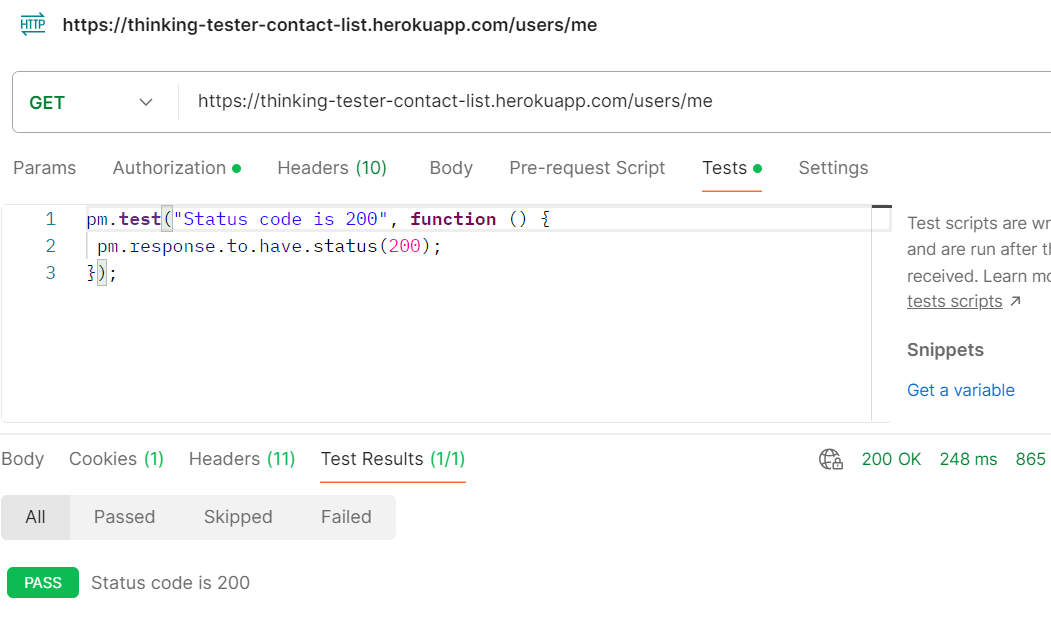 HTTP https://thinking-tester-contact-list.herokuapp.com/users/me
GET https://thinking-tester-contact-list.herokuapp.com/users/me
Params Authorization Headers (10) Body Pre-request Script Tests Settings
1 pm.test("Status code is 200", function () {
2 pm.response.to.have.status(200);
3 });
Test scripts are wr
and are run after th
received. Learn mo
tests scripts ↗
Snippets
Get a variable
Body Cookies (1) Headers (11) Test Results (1/1) 200 OK 248 ms 865
All Passed Skipped Failed
PASS Status code is 200